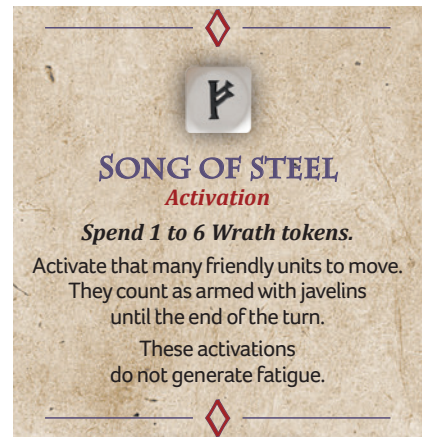 SONG OF STEEL
Activation
Spend 1 to 6 Wrath tokens.
Activate that many friendly units to move.
They count as armed with javelins
until the end of the turn.
These activations
do not generate fatigue.